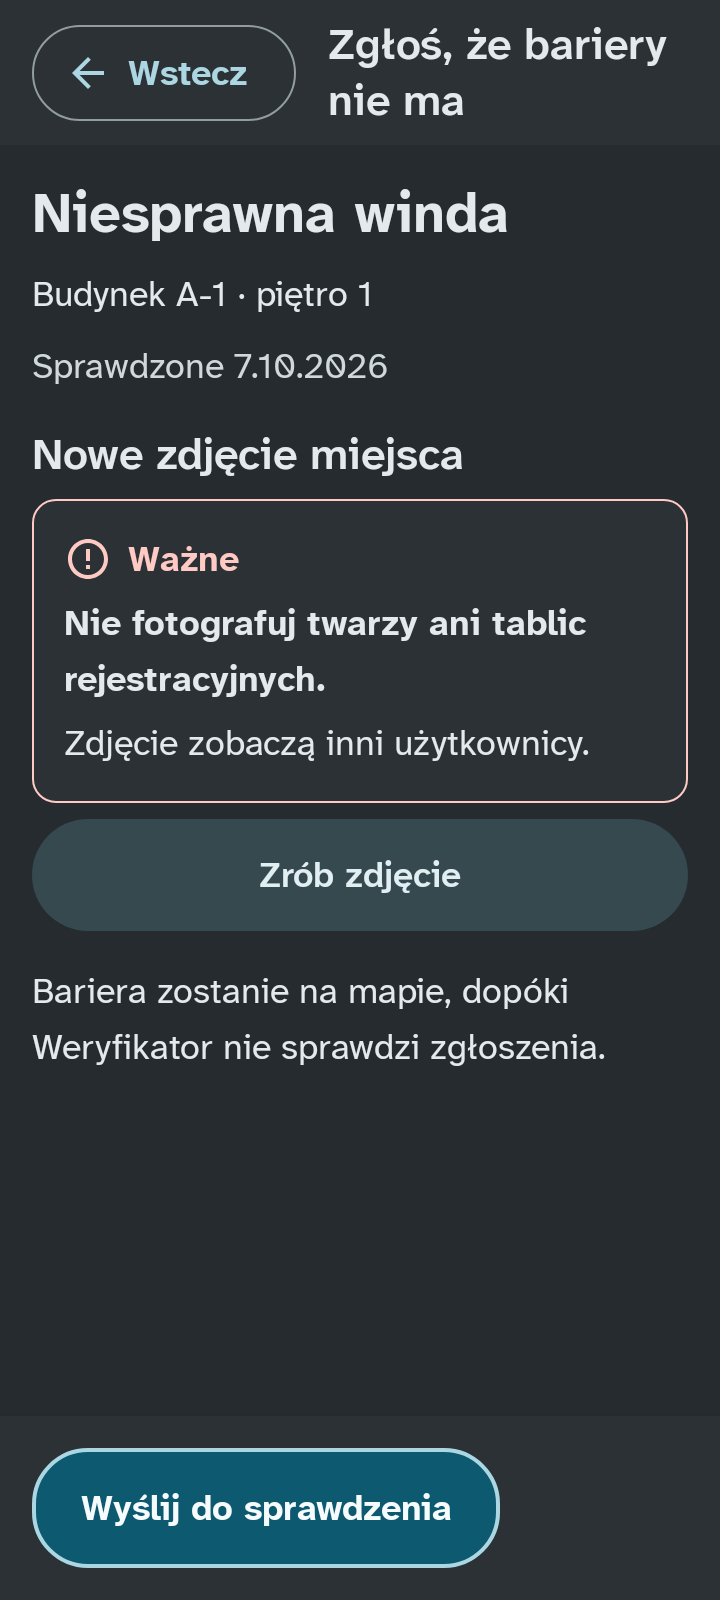 Wstecz
Zgłoś, że bariery
nie ma
Niesprawna winda
Budynek A-1 · piętro 1
Sprawdzone 7.10.2026
Nowe zdjęcie miejsca
Ważne
Nie fotografuj twarzy ani tablic
rejestracyjnych.
Zdjęcie zobaczą inni użytkownicy.
Zrób zdjęcie
Bariera zostanie na mapie, dopóki
Weryfikator nie sprawdzi zgłoszenia.
Wyślij do sprawdzenia